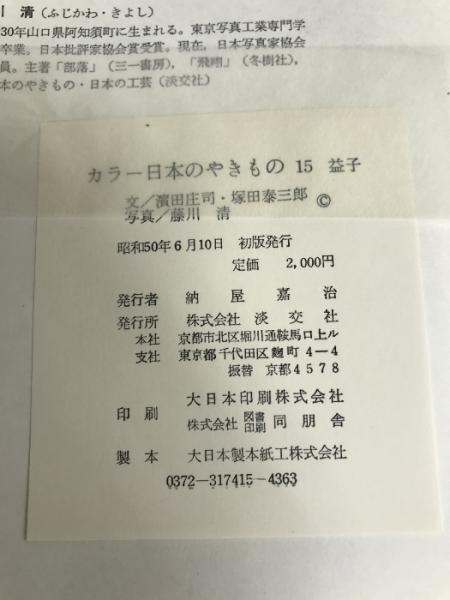 川 清（ふじかわ・きよし）
30年山口県阿知須町に生まれる。東京写真工業専門学
卒業。日本批評家協会賞受賞。現在，日本写真家協会
員。主著「部落」（三一書房），「飛翔」（冬樹社），
本のやきもの・日本の工芸（淡交社）
カラー日本のやきもの 15 益子
文／濱田庄司・塚田泰三郎 ©
写真／藤川 清
昭和50年6月10日 初版発行
定価 2,000円
発行者 納屋嘉治
発行所 株式会社 淡交社
本社 京都市北区堀川通鞍馬口上ル
支社 東京都千代田区麹町4－4
振替 京都4578
印刷 大日本印刷株式会社
株式会社 図書印刷 同朋舎
製本 大日本製本紙工株式会社
0372－317415－4363